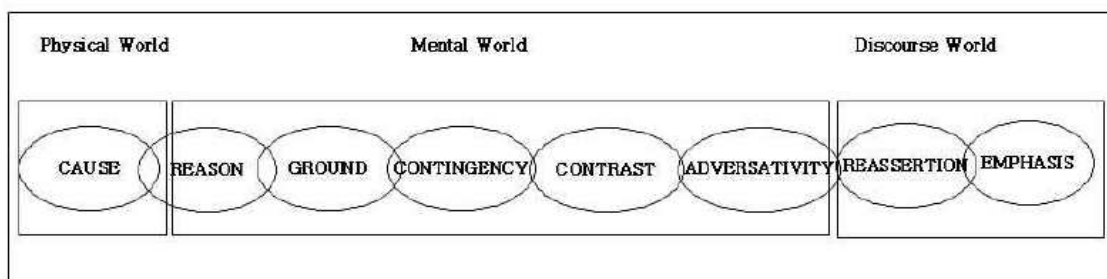 Physical World Mental World Discourse World
CAUSE REASON GROUND CONTINGENCY CONTRAST ADVERSATIVITY REASSERTION EMPHASIS